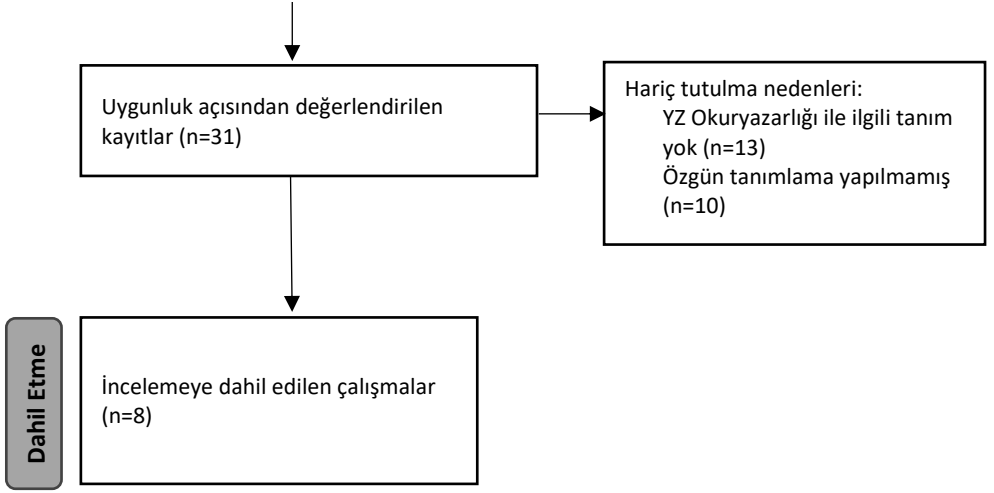 Uygunluk açısından değerlendirilen
kayıtlar (n=31)
Hariç tutulma nedenleri:
YZ Okuryazarlığı ile ilgili tanım
yok (n=13)
Özgün tanımlama yapılmamış
(n=10)
Dahil Etme
İncelemeye dahil edilen çalışmalar
(n=8)